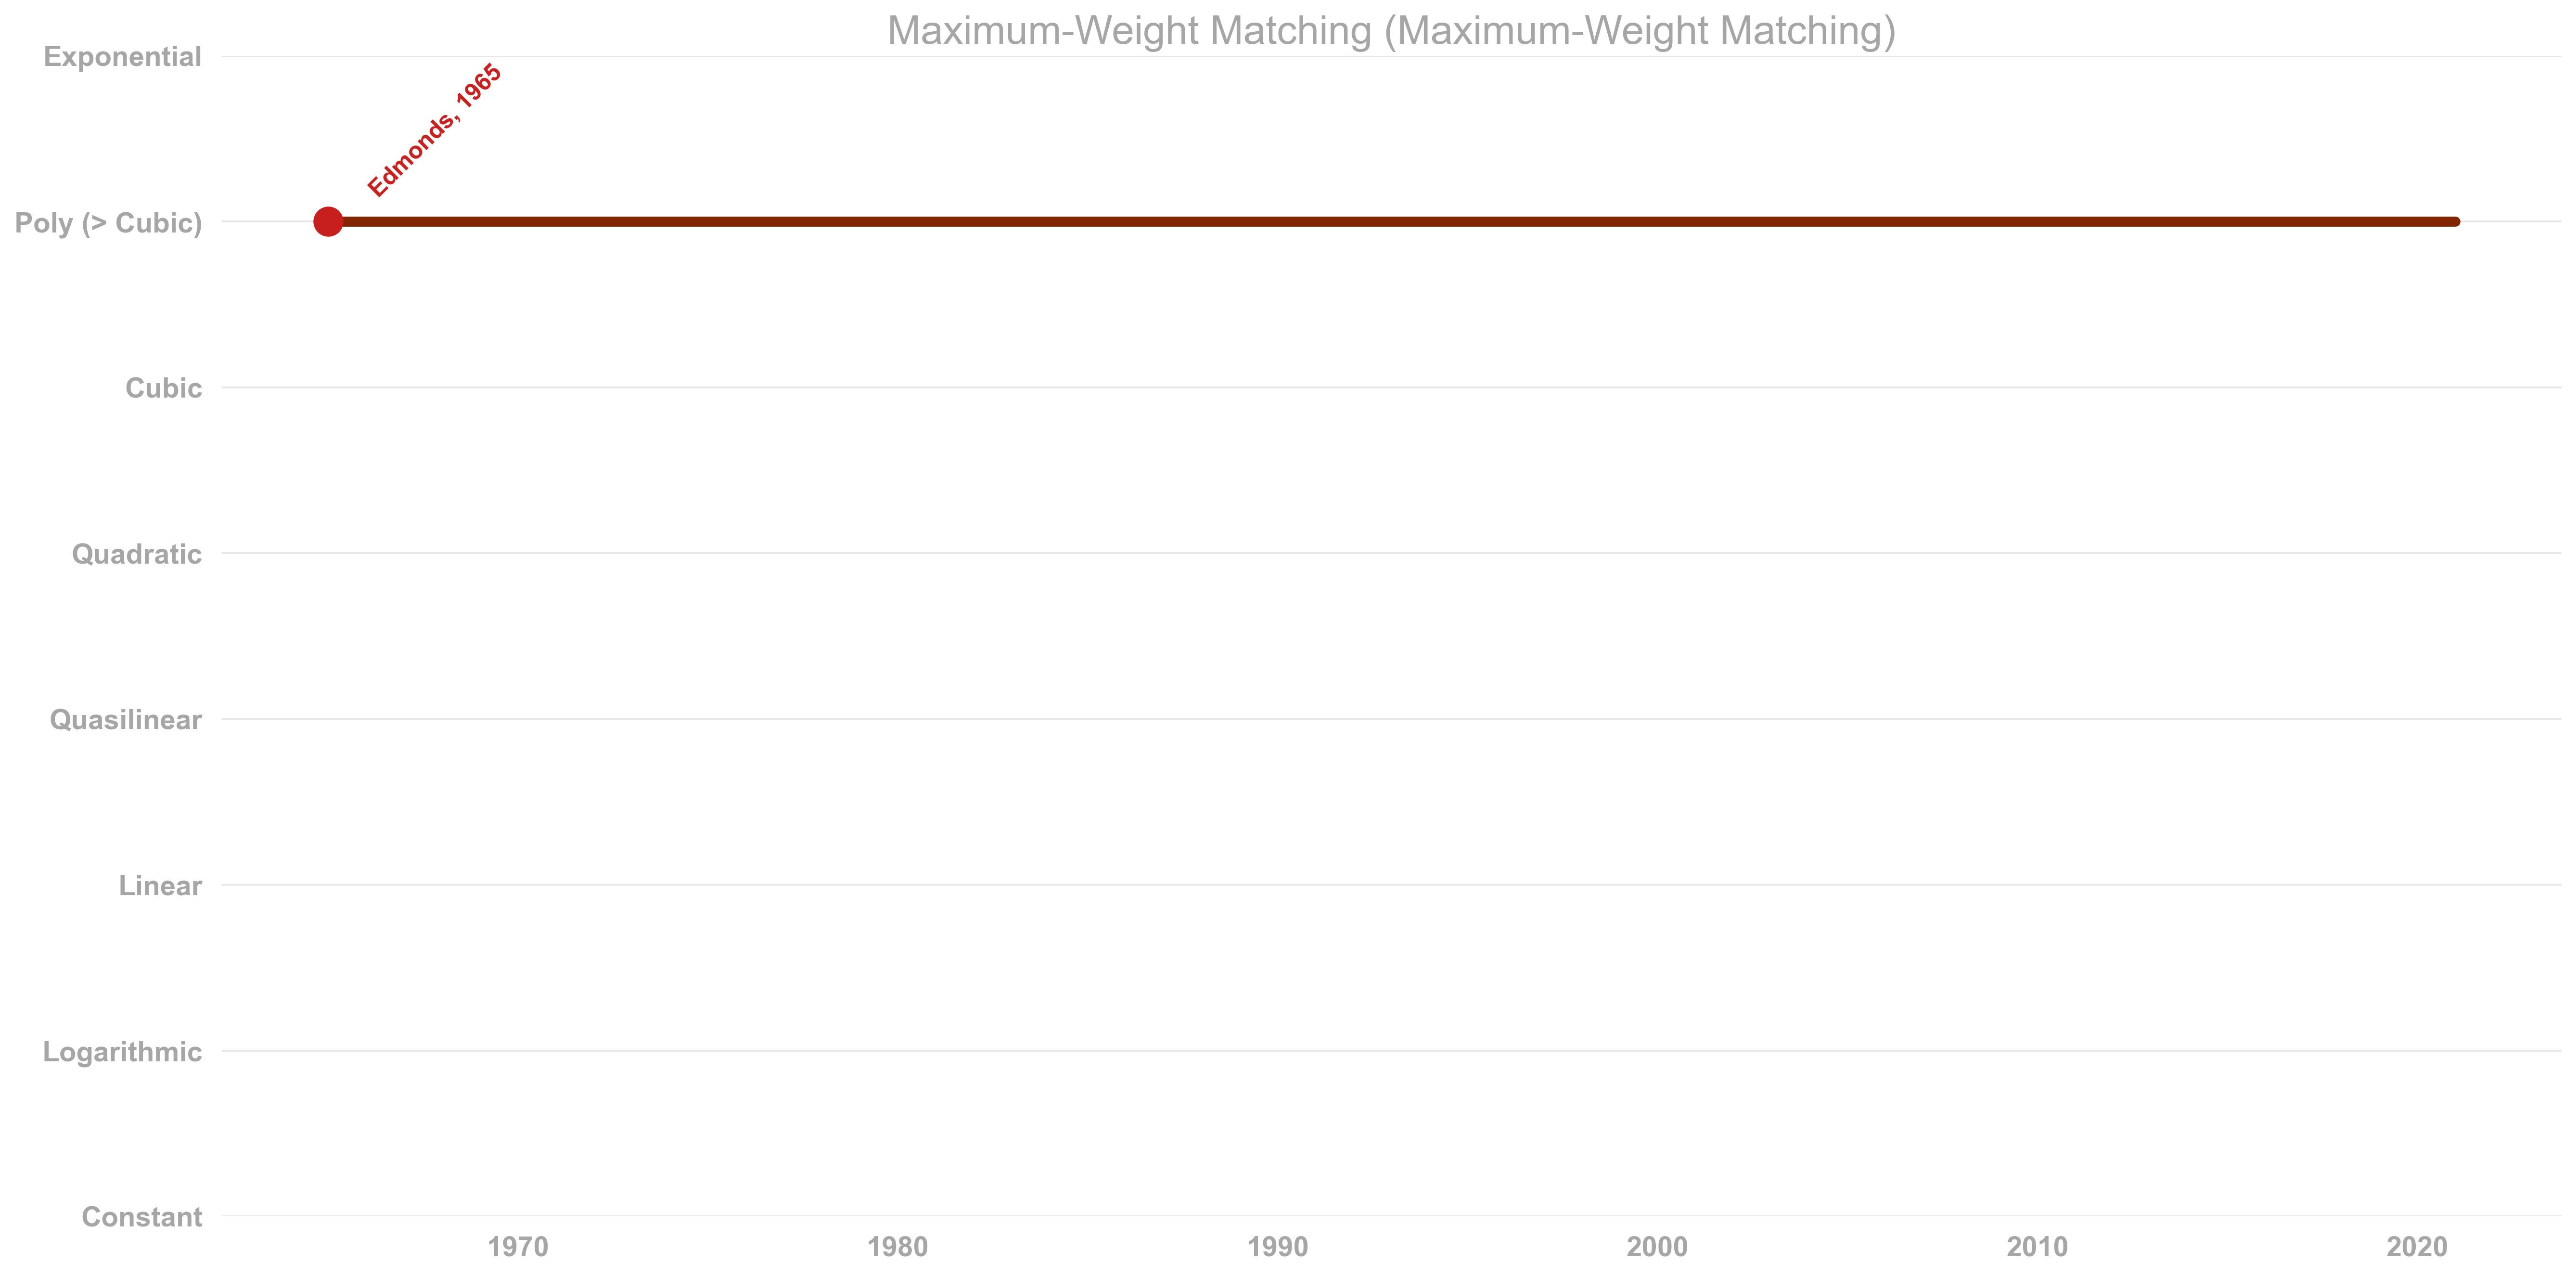 Maximum-Weight Matching (Maximum-Weight Matching)
Exponential
Edmonds, 1965
Poly (> Cubic)
Cubic
Quadratic
Quasilinear
Linear
Logarithmic
Constant
1970 1980 1990 2000 2010 2020